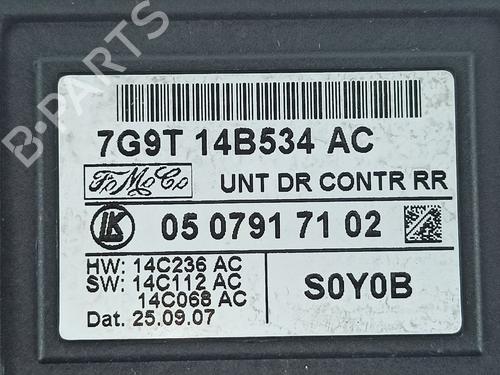 7G9T 14B534 AC
FoMoCo UNT DR CONTR RR
LK 05 0791 71 02
HW: 14C236 AC
SW: 14C112 AC
14C068 AC
Dat. 25.09.07
S0Y0B
B-PARTS